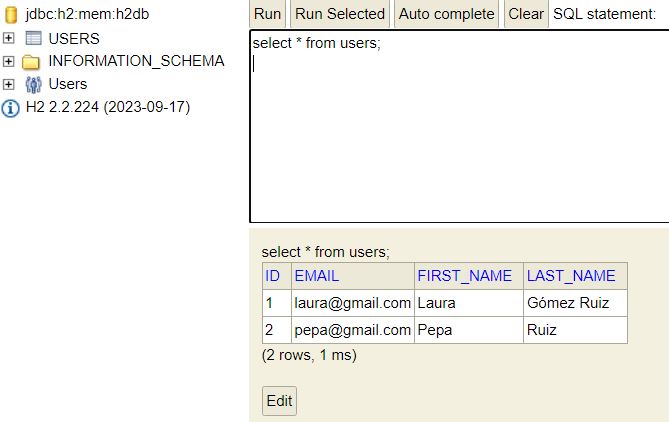 jdbc:h2:mem:h2db
USERS
INFORMATION_SCHEMA
Users
H2 2.2.224 (2023-09-17)
Run Run Selected Auto complete Clear SQL statement:
select * from users;
select * from users;
ID EMAIL FIRST_NAME LAST_NAME
1 laura@gmail.com Laura Gómez Ruiz
2 pepa@gmail.com Pepa Ruiz
(2 rows, 1 ms)
Edit